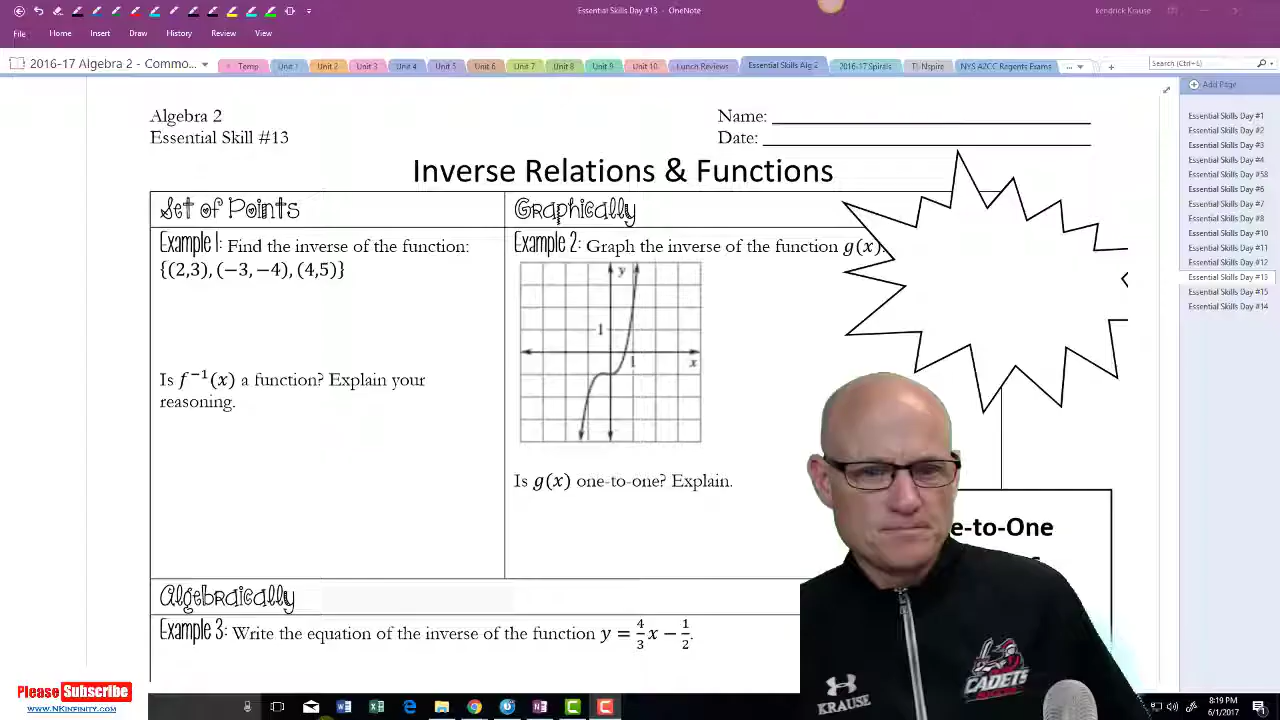 Essential Skills Day #13 - OneNote
Kendrick Krause
File Home Insert Draw History Review View
2016-17 Algebra 2 - Commo...
Temp Unit 1 Unit 2 Unit 3 Unit 4 Unit 5 Unit 6 Unit 7 Unit 8 Unit 9 Unit 10 Lunch Reviews Essential Skills Alg 2 2016-17 Spirals TI-Nspire NYS A2CC Regents Exams ...
Search (Ctrl+E)
Add Page
Essential Skills Day #1
Essential Skills Day #2
Essential Skills Day #3
Essential Skills Day #4
Essential Skills Day #58
Essential Skills Day #6
Essential Skills Day #7
Essential Skills Day #8
Essential Skills Day #10
Essential Skills Day #11
Essential Skills Day #12
Essential Skills Day #13
Essential Skills Day #15
Essential Skills Day #14
Algebra 2
Essential Skill #13
Name:
Date:
Inverse Relations & Functions
Set of Points
Example 1: Find the inverse of the function:
{(2,3), (−3, −4), (4,5)}
Is f⁻¹(x) a function? Explain your
reasoning.
Graphically
Example 2: Graph the inverse of the function g(x).
y
1
1
x
Is g(x) one-to-one? Explain.
e-to-One
Algebraically
Example 3: Write the equation of the inverse of the function y = 4/3 x − 1/2.
CADETS
KRAUSE
Please Subscribe
www.NKinfinity.com
8:19 PM
6/1/2017